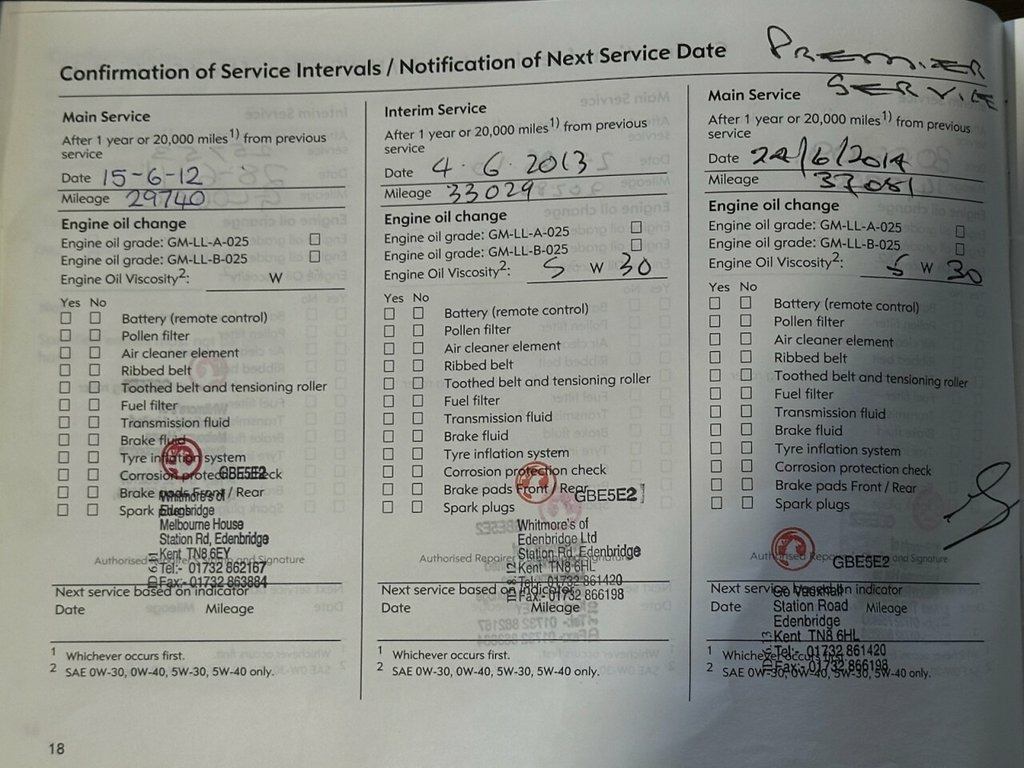 Confirmation of Service Intervals / Notification of Next Service Date
PREMIER
SERVICE
Main Service
After 1 year or 20,000 miles1) from previous
service
Date 15-6-12
Mileage 29740
Engine oil change
Engine oil grade: GM-LL-A-025
Engine oil grade: GM-LL-B-025
Engine Oil Viscosity2: W
Yes No
Battery (remote control)
Pollen filter
Air cleaner element
Ribbed belt
Toothed belt and tensioning roller
Fuel filter
Transmission fluid
Brake fluid
Tyre inflation system
Corrosion protection check
Brake pads Front / Rear
Spark plugs
GBE5E2
Whitmore's of
Edenbridge
Melbourne House
Station Rd, Edenbridge
Kent TN8 6EY
Tel:- 01732 862167
Fax:- 01732 863884
Authorised Signature
Next service based on indicator
Date Mileage
1 Whichever occurs first.
2 SAE 0W-30, 0W-40, 5W-30, 5W-40 only.
Interim Service
After 1 year or 20,000 miles1) from previous
service
Date 4.6.2013
Mileage 33029
Engine oil change
Engine oil grade: GM-LL-A-025
Engine oil grade: GM-LL-B-025
Engine Oil Viscosity2: 5 W 30
Yes No
Battery (remote control)
Pollen filter
Air cleaner element
Ribbed belt
Toothed belt and tensioning roller
Fuel filter
Transmission fluid
Brake fluid
Tyre inflation system
Corrosion protection check
Brake pads Front / Rear
Spark plugs
GBE5E2
Whitmore's of
Edenbridge Ltd
Station Rd, Edenbridge
Kent TN8 6HL
Tel:- 01732 861420
Fax:- 01732 866198
Authorised Repairer Signature
Next service based on indicator
Date Mileage
1 Whichever occurs first.
2 SAE 0W-30, 0W-40, 5W-30, 5W-40 only.
Main Service
After 1 year or 20,000 miles1) from previous
service
Date 24/6/2014
Mileage 37081
Engine oil change
Engine oil grade: GM-LL-A-025
Engine oil grade: GM-LL-B-025
Engine Oil Viscosity2: 5 W 30
Yes No
Battery (remote control)
Pollen filter
Air cleaner element
Ribbed belt
Toothed belt and tensioning roller
Fuel filter
Transmission fluid
Brake fluid
Tyre inflation system
Corrosion protection check
Brake pads Front / Rear
Spark plugs
GBE5E2
Go Vauxhall
Station Road
Edenbridge
Kent TN8 6HL
Tel:- 01732 861420
Fax:- 01732 866198
Authorised and Signature
Next service based on indicator
Date Mileage
1 Whichever occurs first.
2 SAE 0W-30, 0W-40, 5W-30, 5W-40 only.
18